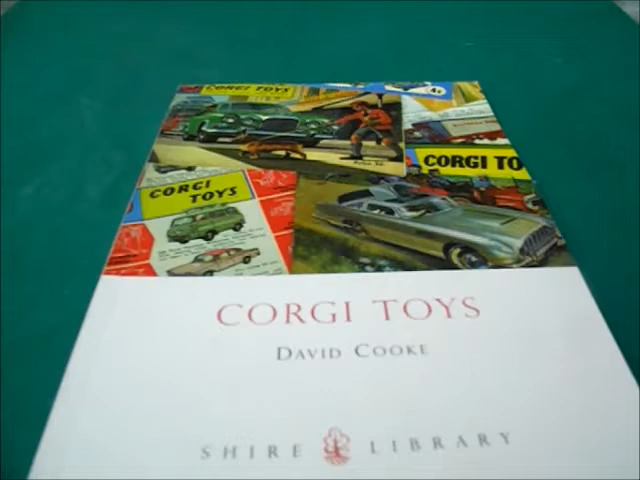 CORGI TOYS
CORGI TO
CORGI
TOYS
CORGI TOYS
DAVID COOKE
SHIRE LIBRARY